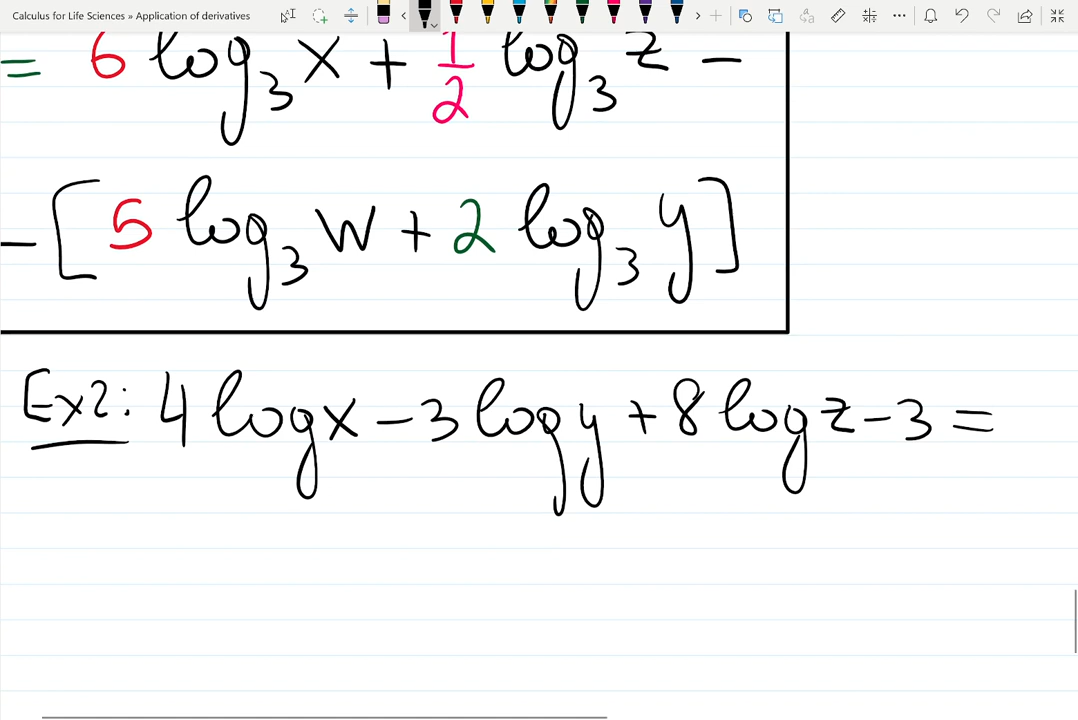 Calculus for Life Sciences » Application of derivatives
= 6 log₃ x + 1/2 log₃ z -
- [5 log₃ w + 2 log₃ y]
Ex2: 4 log x - 3 log y + 8 log z - 3 =